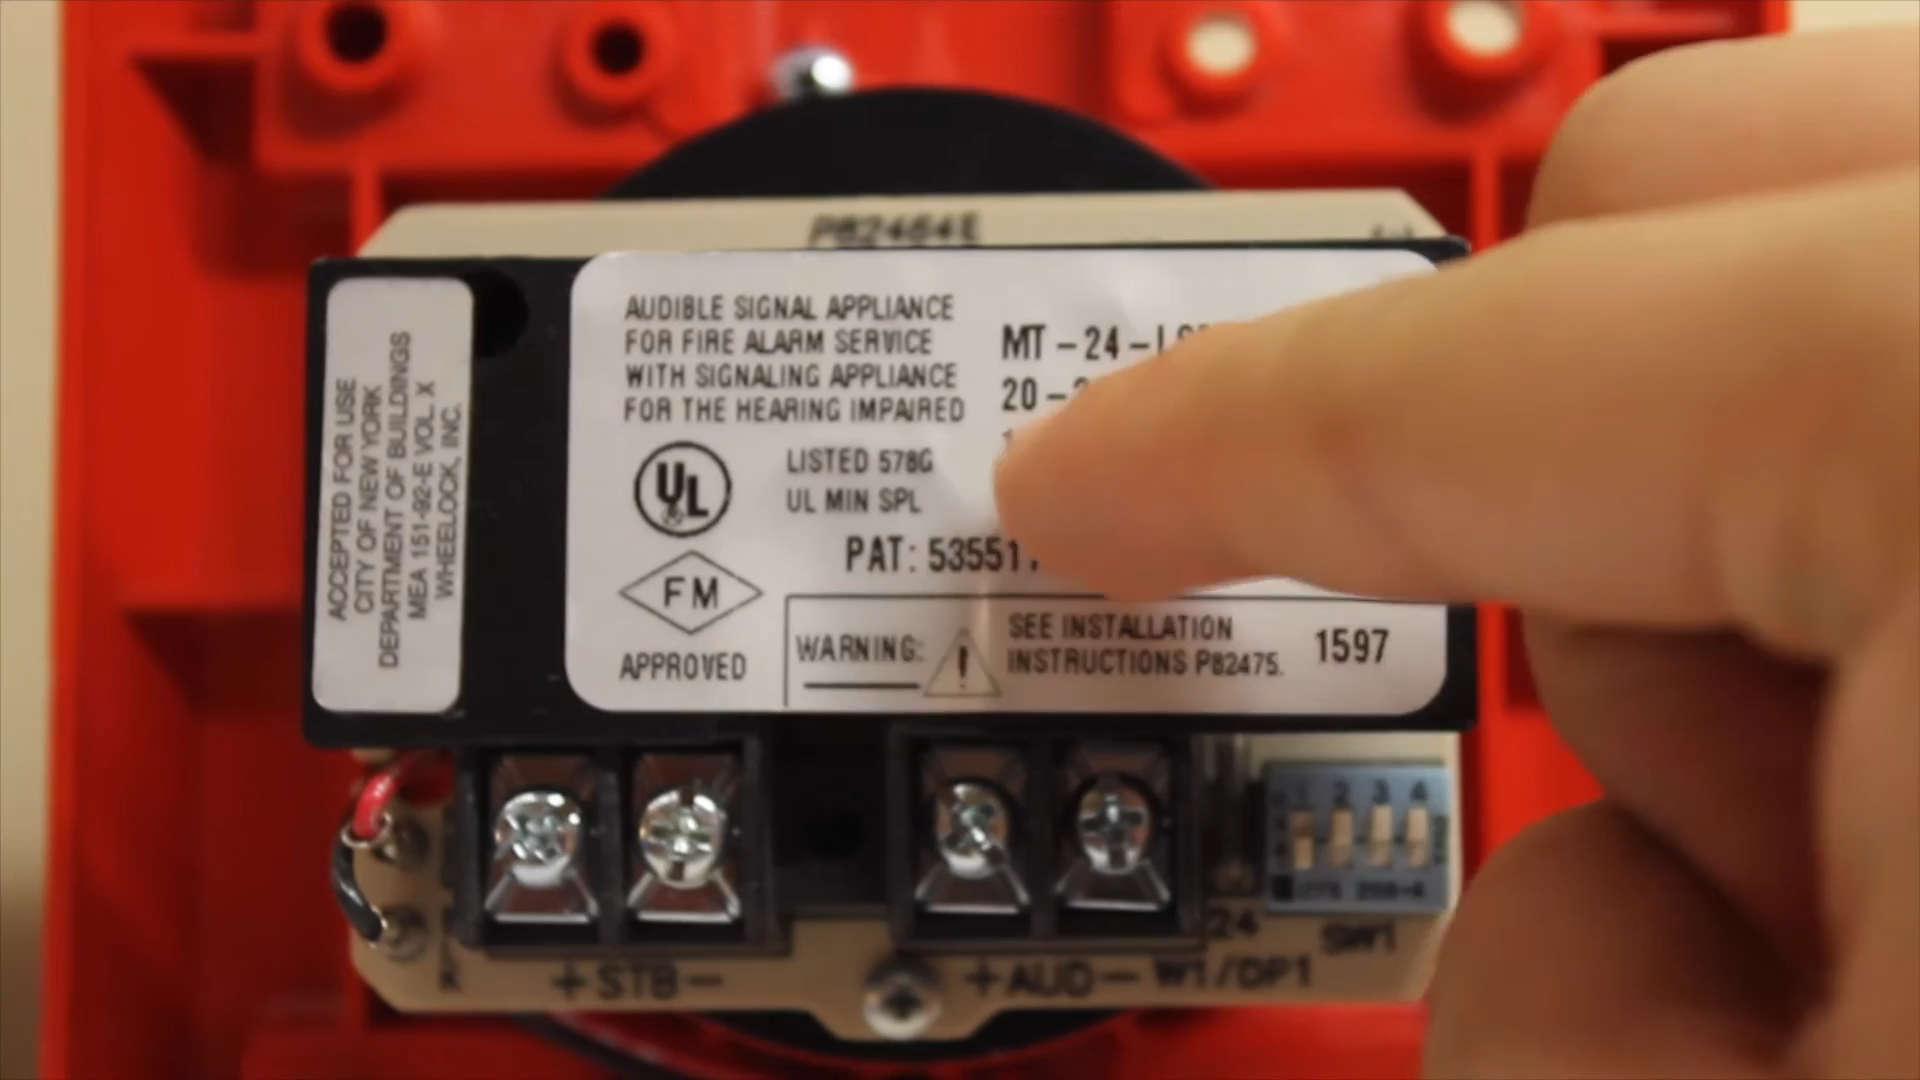 P82464E
ACCEPTED FOR USE
CITY OF NEW YORK
DEPARTMENT OF BUILDINGS
MEA 151-92-E VOL. X
WHEELOCK, INC.
AUDIBLE SIGNAL APPLIANCE
FOR FIRE ALARM SERVICE
WITH SIGNALING APPLIANCE
FOR THE HEARING IMPAIRED
MT-24-
20-
UL
LISTED 578G
UL MIN SPL
PAT: 53551
FM
APPROVED
WARNING: !
SEE INSTALLATION
INSTRUCTIONS P82475.
1597
1 2 3 4
24
SW1
+STB-
+AUD-
W1/DP1